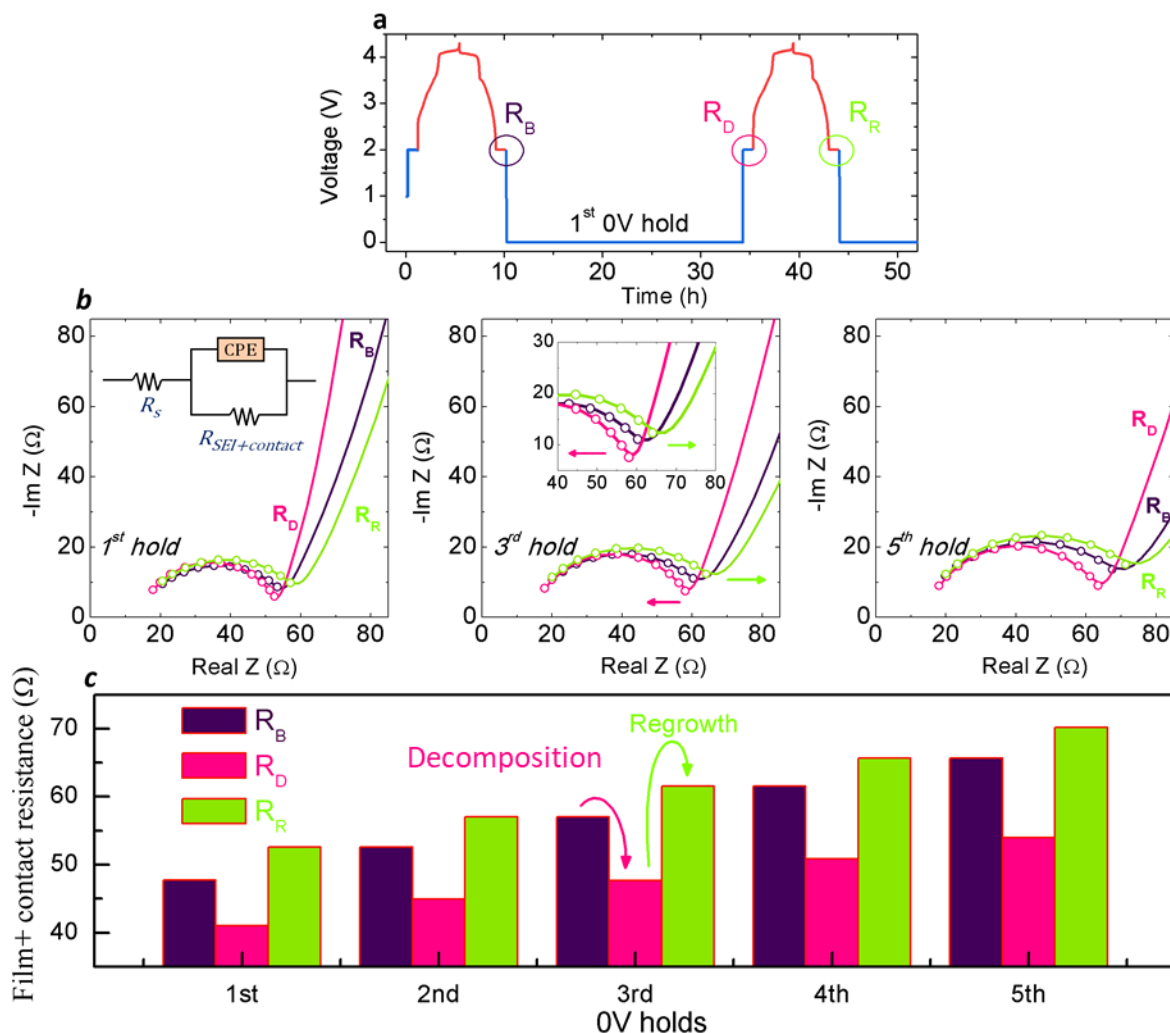 a
Voltage (V)
4
3
2
1
0
R_B
R_D
R_R
1st 0V hold
0 10 20 30 40 50
Time (h)
b
-Im Z (Ω)
80
60
40
20
0
CPE
R_s
R_SEI+contact
R_B
R_D
R_R
1st hold
0 20 40 60 80
Real Z (Ω)
-Im Z (Ω)
80
60
40
20
0
30
20
10
40 50 60 70 80
3rd hold
0 20 40 60 80
Real Z (Ω)
-Im Z (Ω)
80
60
40
20
0
R_D
R_B
R_R
5th hold
0 20 40 60 80
Real Z (Ω)
c
Film+ contact resistance (Ω)
70
60
50
40
R_B
R_D
R_R
Decomposition
Regrowth
1st 2nd 3rd 4th 5th
0V holds